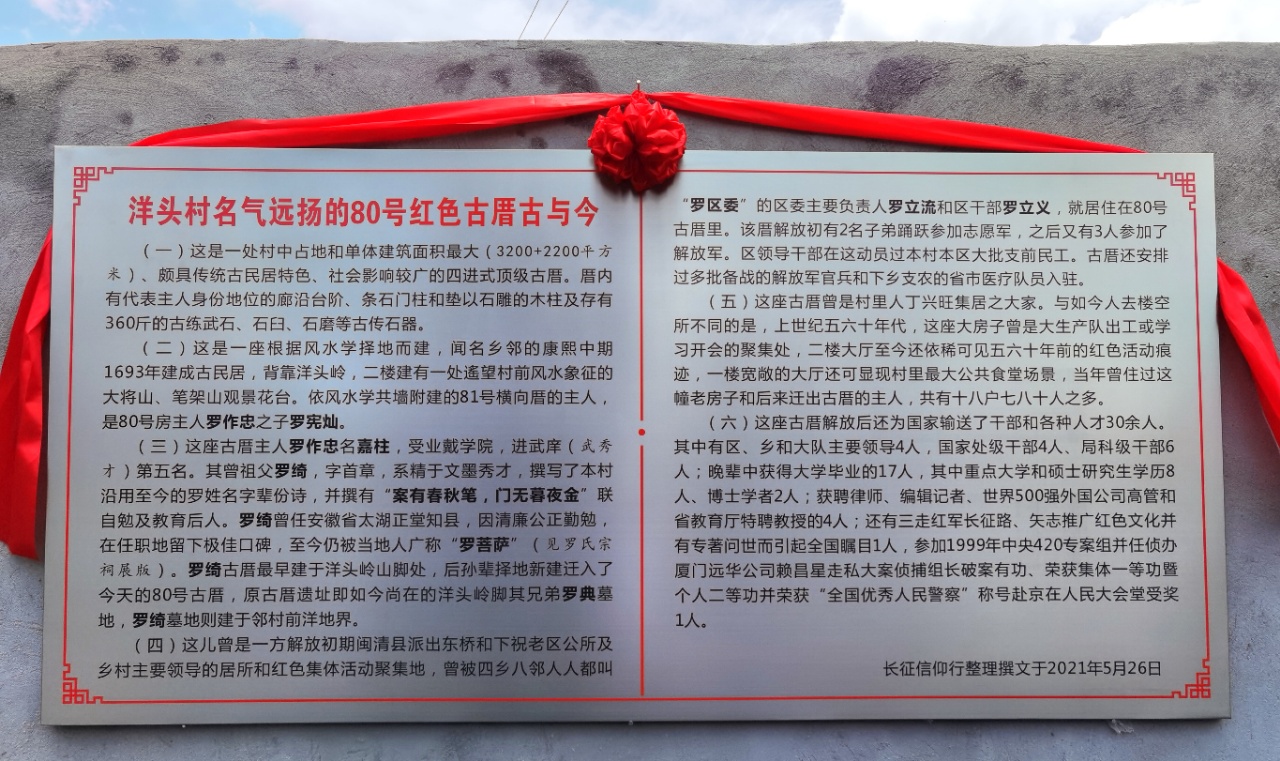 洋头村名气远扬的80号红色古厝古与今
（一）这是一处村中占地和单体建筑面积最大（3200+2200平方
米）、颇具传统古民居特色、社会影响较广的四进式顶级古厝。厝内
有代表主人身份地位的廊沿台阶、条石门柱和垫以石雕的木柱及存有
360斤的古练武石、石臼、石磨等古传石器。
（二）这是一座根据风水学择地而建，闻名乡邻的康熙中期
1693年建成古民居，背靠洋头岭，二楼建有一处遥望村前风水象征的
大将山、笔架山观景花台。依风水学共墙附建的81号横向厝的主人，
是80号房主人罗作忠之子罗宪灿。
（三）这座古厝主人罗作忠名嘉柱，受业戴学院，进武庠（武秀
才）第五名。其曾祖父罗绮，字首章，系精于文墨秀才，撰写了本村
沿用至今的罗姓名字辈份诗，并撰有“案有春秋笔，门无暮夜金”联
自勉及教育后人。罗绮曾任安徽省太湖正堂知县，因清廉公正勤勉，
在任职地留下极佳口碑，至今仍被当地人广称“罗菩萨”（见罗氏宗
祠展版）。罗绮古厝最早建于洋头岭山脚处，后孙辈择地新建迁入了
今天的80号古厝，原古厝遗址即如今尚在的洋头岭脚其兄弟罗典墓
地，罗绮墓地则建于邻村前洋地界。
（四）这儿曾是一方解放初期闽清县派出东桥和下祝老区公所及
乡村主要领导的居所和红色集体活动聚集地，曾被四乡八邻人人都叫
“罗区委”的区委主要负责人罗立流和区干部罗立义，就居住在80号
古厝里。该厝解放初有2名子弟踊跃参加志愿军，之后又有3人参加了
解放军。区领导干部在这动员过本村本区大批支前民工。古厝还安排
过多批备战的解放军官兵和下乡支农的省市医疗队员入驻。
（五）这座古厝曾是村里人丁兴旺集居之大家。与如今人去楼空
所不同的是，上世纪五六十年代，这座大房子曾是大生产队出工或学
习开会的聚集处，二楼大厅至今还依稀可见五六十年前的红色活动痕
迹，一楼宽敞的大厅还可显现村里最大公共食堂场景，当年曾住过这
幢老房子和后来迁出古厝的主人，共有十八户七八十人之多。
（六）这座古厝解放后还为国家输送了干部和各种人才30余人。
其中有区、乡和大队主要领导4人，国家处级干部4人、局科级干部6
人；晚辈中获得大学毕业的17人，其中重点大学和硕士研究生学历8
人、博士学者2人；获聘律师、编辑记者、世界500强外国公司高管和
省教育厅特聘教授的4人；还有三走红军长征路、矢志推广红色文化并
有专著问世而引起全国瞩目1人，参加1999年中央420专案组并任侦办
厦门远华公司赖昌星走私大案侦捕组长破案有功、荣获集体一等功暨
个人二等功并荣获“全国优秀人民警察”称号赴京在人民大会堂受奖
1人。
长征信仰行整理撰文于2021年5月26日